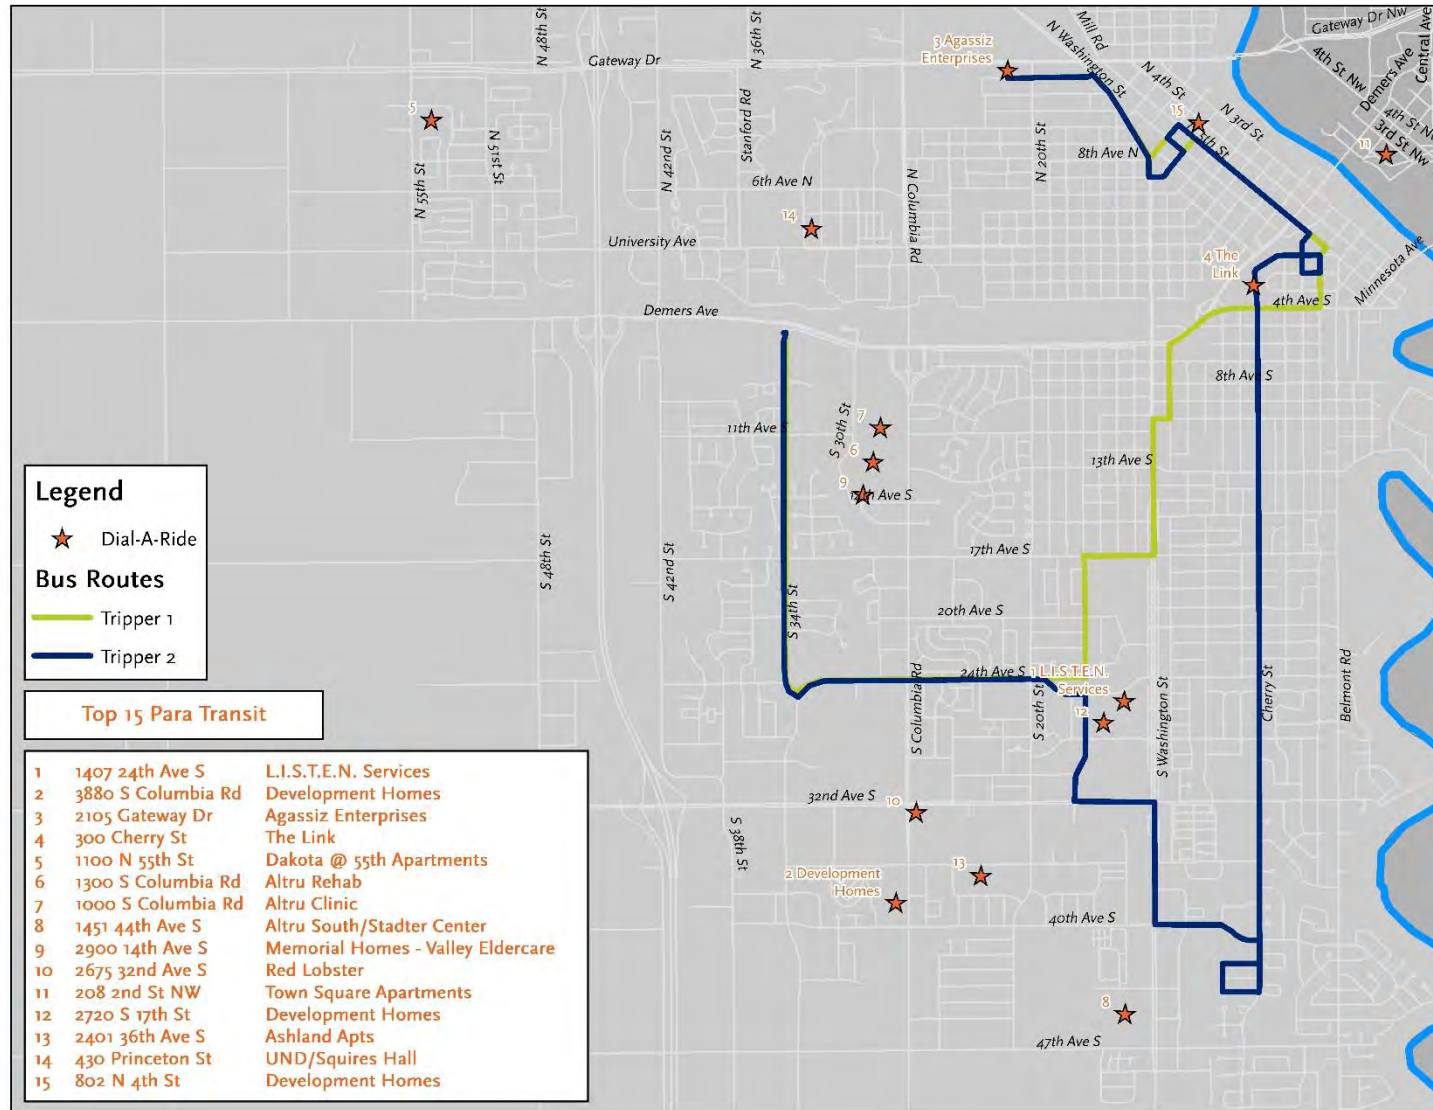 N 48th St
N 36th St
Mill Rd
N Washington St
Gateway Dr NW
Central Ave
Gateway Dr
3 Agassiz
Enterprises
N 4th St
4th St NW
Demers Ave
5
N 51st St
Stanford Rd
N 42nd St
15
N 3rd St
5th St
4th St NW
3rd St NW
11
8th Ave N
N 20th St
N 55th St
6th Ave N
N Columbia Rd
14
University Ave
4 The
Link
Minnesota Ave
4th Ave S
Demers Ave
8th Ave S
7
11th Ave S
S 30th St
6
13th Ave S
9
Ave S
17th Ave S
S 48th St
S 42nd St
S 34th St
20th Ave S
24th Ave S
1 L.I.S.T.E.N.
Services
12
S Columbia Rd
S 20th St
S Washington St
Cherry St
Belmont Rd
32nd Ave S
10
S 38th St
13
2 Development
Homes
40th Ave S
8
47th Ave S
Legend
Dial-A-Ride
Bus Routes
Tripper 1
Tripper 2
Top 15 Para Transit
1 1407 24th Ave S L.I.S.T.E.N. Services
2 3880 S Columbia Rd Development Homes
3 2105 Gateway Dr Agassiz Enterprises
4 300 Cherry St The Link
5 1100 N 55th St Dakota @ 55th Apartments
6 1300 S Columbia Rd Altru Rehab
7 1000 S Columbia Rd Altru Clinic
8 1451 44th Ave S Altru South/Stadter Center
9 2900 14th Ave S Memorial Homes - Valley Eldercare
10 2675 32nd Ave S Red Lobster
11 208 2nd St NW Town Square Apartments
12 2720 S 17th St Development Homes
13 2401 36th Ave S Ashland Apts
14 430 Princeton St UND/Squires Hall
15 802 N 4th St Development Homes